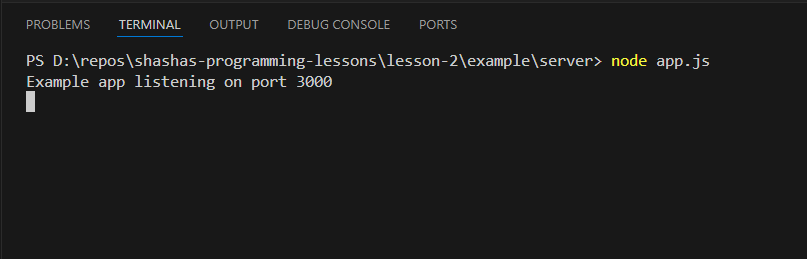 PROBLEMS TERMINAL OUTPUT DEBUG CONSOLE PORTS
PS D:\repos\shashas-programming-lessons\lesson-2\example\server> node app.js
Example app listening on port 3000